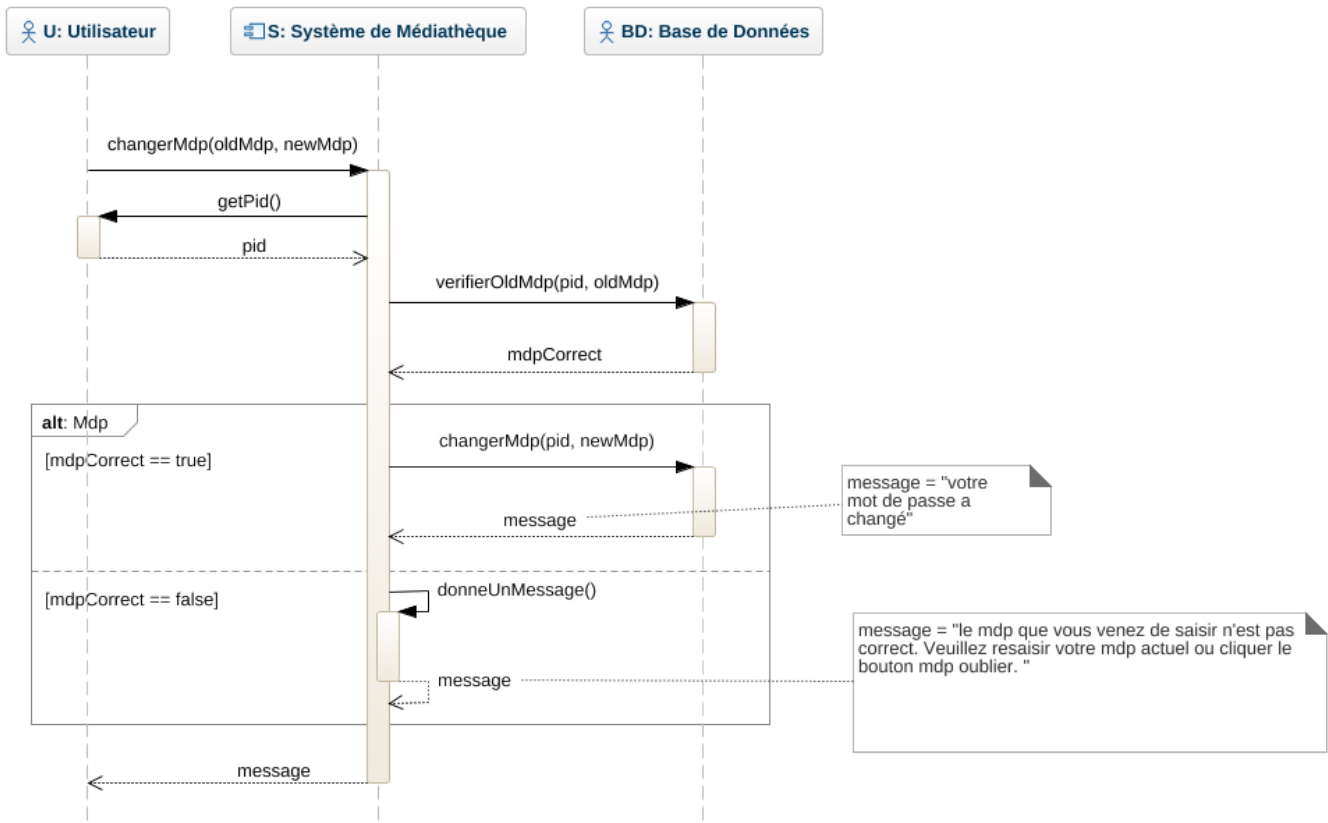 U: Utilisateur
S: Système de Médiathèque
BD: Base de Données
changerMdp(oldMdp, newMdp)
getPid()
pid
verifierOldMdp(pid, oldMdp)
mdpCorrect
alt: Mdp
[mdpCorrect == true]
changerMdp(pid, newMdp)
message
message = "votre
mot de passe a
changé"
[mdpCorrect == false]
donneUnMessage()
message
message = "le mdp que vous venez de saisir n'est pas
correct. Veuillez resaisir votre mdp actuel ou cliquer le
bouton mdp oublier. "
message